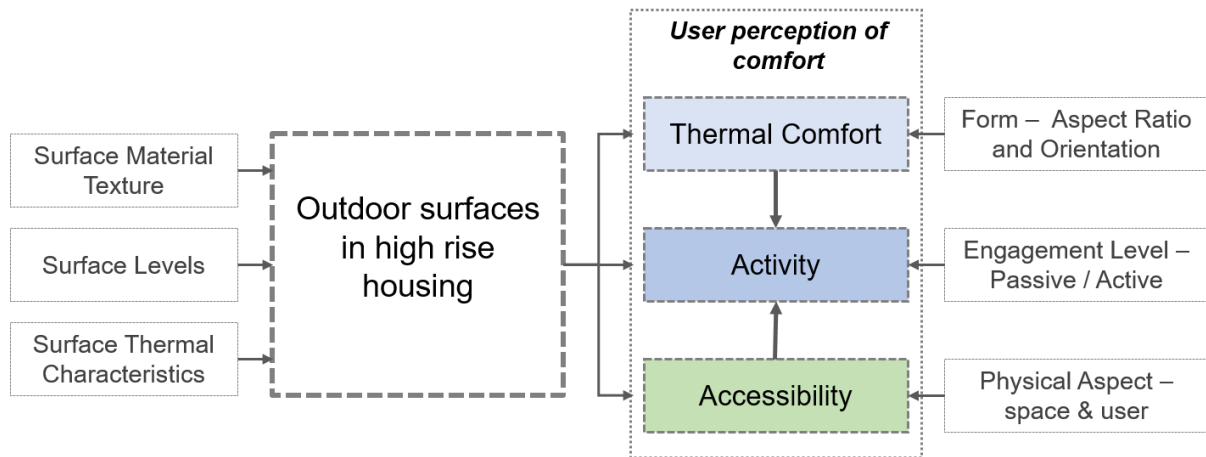 User perception of
comfort
Surface Material
Texture
Surface Levels
Surface Thermal
Characteristics
Outdoor surfaces
in high rise
housing
Thermal Comfort
Activity
Accessibility
Form –  Aspect Ratio
and Orientation
Engagement Level –
Passive / Active
Physical Aspect –
space & user